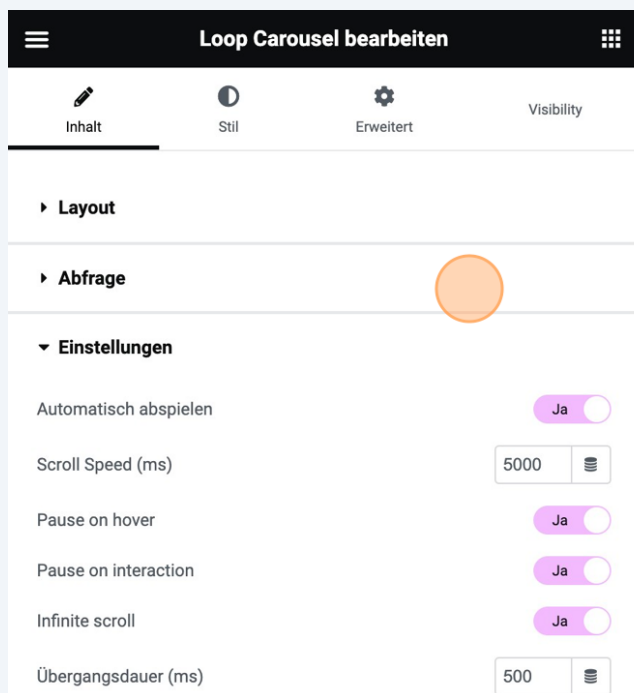 Loop Carousel bearbeiten
Inhalt
Stil
Erweitert
Visibility
Layout
Abfrage
Einstellungen
Automatisch abspielen Ja
Scroll Speed (ms) 5000
Pause on hover Ja
Pause on interaction Ja
Infinite scroll Ja
Übergangsdauer (ms) 500